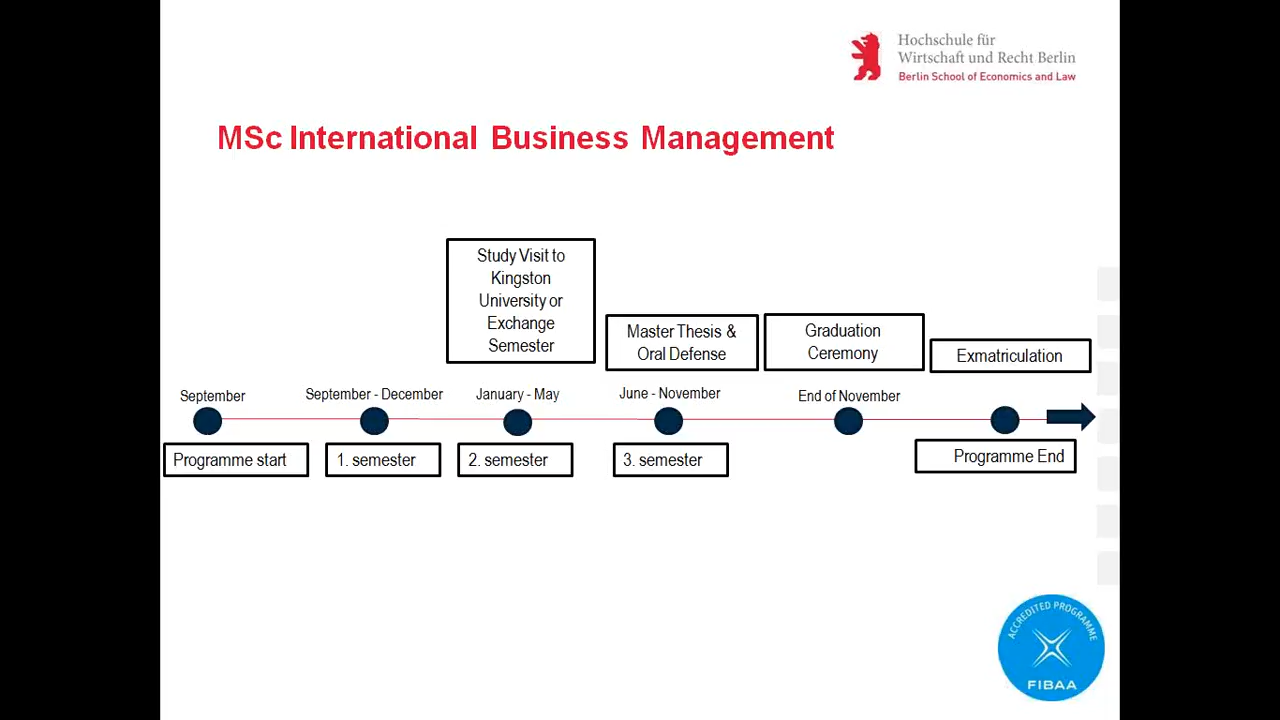 Hochschule für
Wirtschaft und Recht Berlin
Berlin School of Economics and Law
MSc International Business Management
Study Visit to
Kingston
University or
Exchange
Semester
Master Thesis &
Oral Defense
Graduation
Ceremony
Exmatriculation
September
September - December
January - May
June - November
End of November
Programme start
1. semester
2. semester
3. semester
Programme End
ACCREDITED PROGRAMME
FIBAA